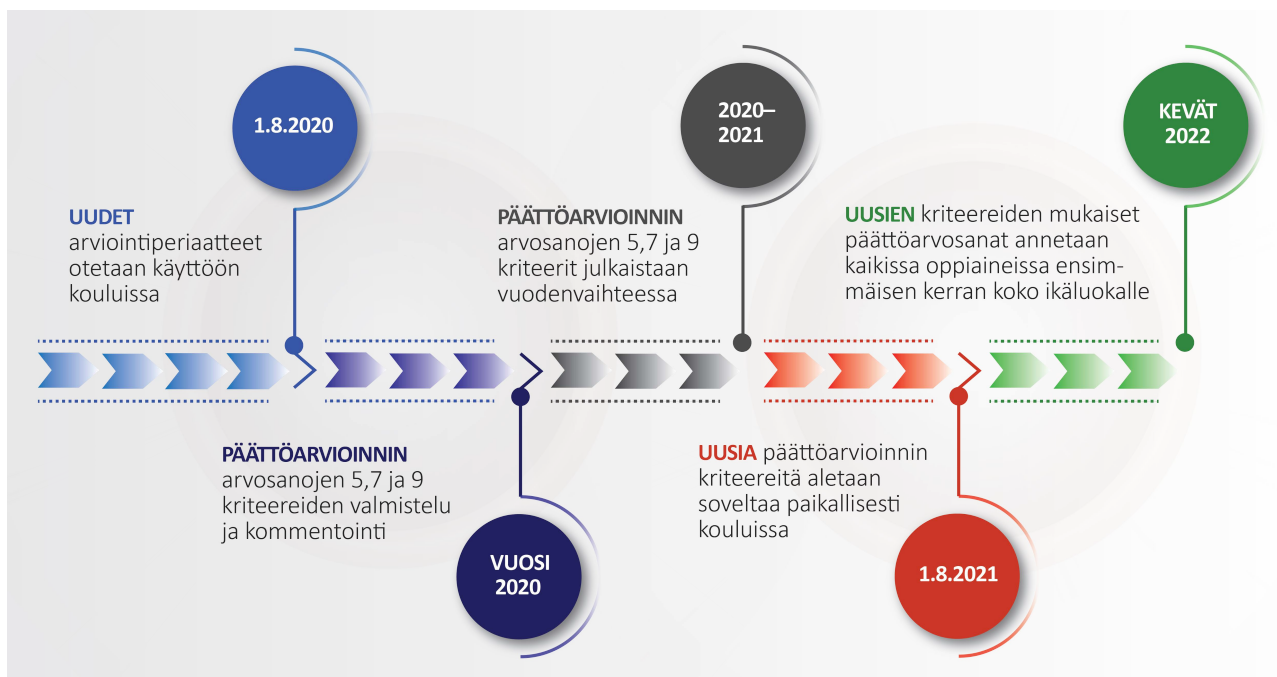 1.8.2020
UUDET
arviointiperiaatteet
otetaan käyttöön
kouluissa
PÄÄTTÖARVIOINNIN
arvosanojen 5,7 ja 9
kriteereiden valmistelu
ja kommentointi
VUOSI
2020
2020–
2021
PÄÄTTÖARVIOINNIN
arvosanojen 5,7 ja 9
kriteerit julkaistaan
vuodenvaihteessa
UUSIA päättöarvioinnin
kriteereitä aletaan
soveltaa paikallisesti
kouluissa
1.8.2021
KEVÄT
2022
UUSIEN kriteereiden mukaiset
päättöarvosanat annetaan
kaikissa oppiaineissa ensim-
mäisen kerran koko ikäluokalle